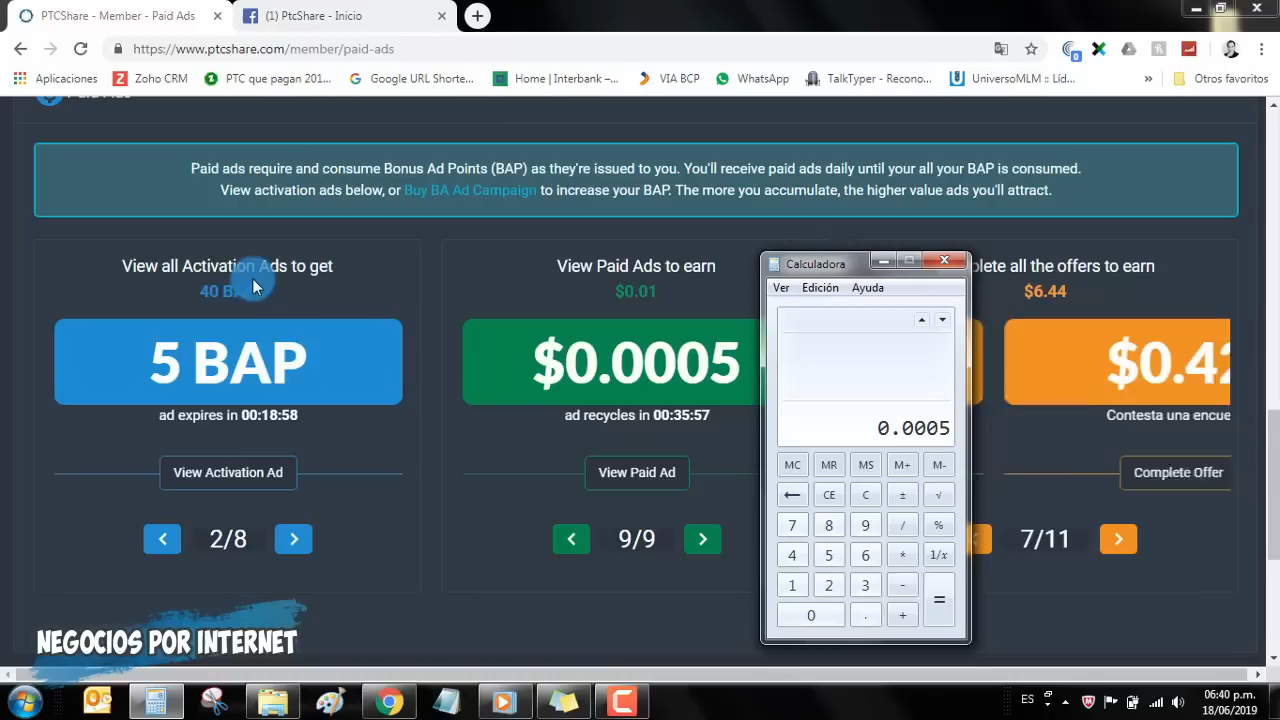 PTCShare - Member - Paid Ads
(1) PtcShare - Inicio
https://www.ptcshare.com/member/paid-ads
Aplicaciones
Zoho CRM
PTC que pagan 201...
Google URL Shorte...
Home | Interbank –...
VIA BCP
WhatsApp
TalkTyper - Recono...
UniversoMLM :: Líd...
»
Otros favoritos
Paid ads require and consume Bonus Ad Points (BAP) as they're issued to you. You'll receive paid ads daily until your all your BAP is consumed.
View activation ads below, or Buy BA Ad Campaign to increase your BAP. The more you accumulate, the higher value ads you'll attract.
View all Activation Ads to get
40 B
5 BAP
ad expires in 00:18:58
View Activation Ad
2/8
View Paid Ads to earn
$0.01
$0.0005
ad recycles in 00:35:57
View Paid Ad
9/9
plete all the offers to earn
$6.44
$0.42
Contesta una encue
Complete Offer
7/11
Calculadora
Ver Edición Ayuda
0.0005
MC MR MS M+ M-
← CE C ± √
7 8 9 / %
4 5 6 * 1/x
1 2 3 - =
0 . +
NEGOCIOS POR INTERNET
ES
06:40 p.m.
18/06/2019